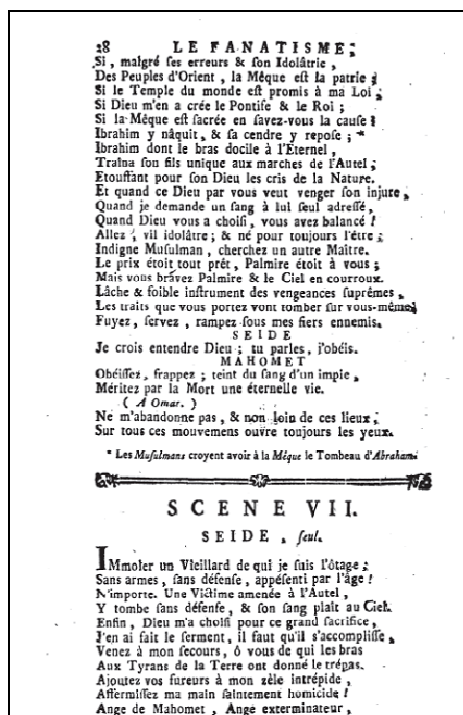 28 LE FANATISME;
Si, malgré ſes erreurs & ſon Idolâtrie,
Des Peuples d'Orient, la Mêque eſt la patrie;
Si le Temple du monde eſt promis à ma Loi;
Si Dieu m'en a crée le Pontife & le Roi;
Si la Mêque eſt ſacrée en ſavez-vous la cauſe?
Ibrahim y nâquit, & ſa cendre y repoſe; *
Ibrahim dont le bras docile à l'Eternel,
Traîna ſon fils unique aux marches de l'Autel;
Etouffant pour ſon Dieu les cris de la Nature.
Et quand ce Dieu par vous veut venger ſon injure,
Quand je demande un ſang à lui ſeul adreſſé,
Quand Dieu vous a choiſi, vous avez balancé!
Allez, vil idolâtre; & né pour toujours l'être;
Indigne Muſulman, cherchez un autre Maître.
Le prix étoit tout prêt, Palmire étoit à vous;
Mais vous bravez Palmire & le Ciel en courroux.
Lâche & foible inſtrument des vengeances ſuprêmes,
Les traits que vous portez vont tomber ſur vous-même;
Fuyez, ſervez, rampez ſous mes fiers ennemis.
SEIDE
Je crois entendre Dieu; tu parles, j'obéis.
MAHOMET
Obéiſſez, frappez; teint du ſang d'un impie,
Méritez par la Mort une éternelle vie.
( A Omar. )
Ne m'abandonne pas, & non loin de ces lieux;
Sur tous ces mouvemens ouvre toujours les yeux.
* Les Muſulmans croyent avoir à la Mêque le Tombeau d'Abraham.
SCENE VII.
SEIDE, ſeul.
IMmoler un Vieillard de qui je ſuis l'ôtage;
Sans armes, ſans défenſe, appéſenti par l'âge!
N'importe. Une Victime amenée à l'Autel,
Y tombe ſans défenſe, & ſon ſang plaît au Ciel.
Enfin, Dieu m'a choiſi pour ce grand ſacrifice,
J'en ai fait le ſerment, il faut qu'il s'accompliſſe,
Venez à mon ſecours, ô vous de qui les bras
Aux Tyrans de la Terre ont donné le trépas.
Ajoutez vos fureurs à mon zèle intrépide,
Affermiſſez ma main ſaintement homicide!
Ange de Mahomet, Ange exterminateur,